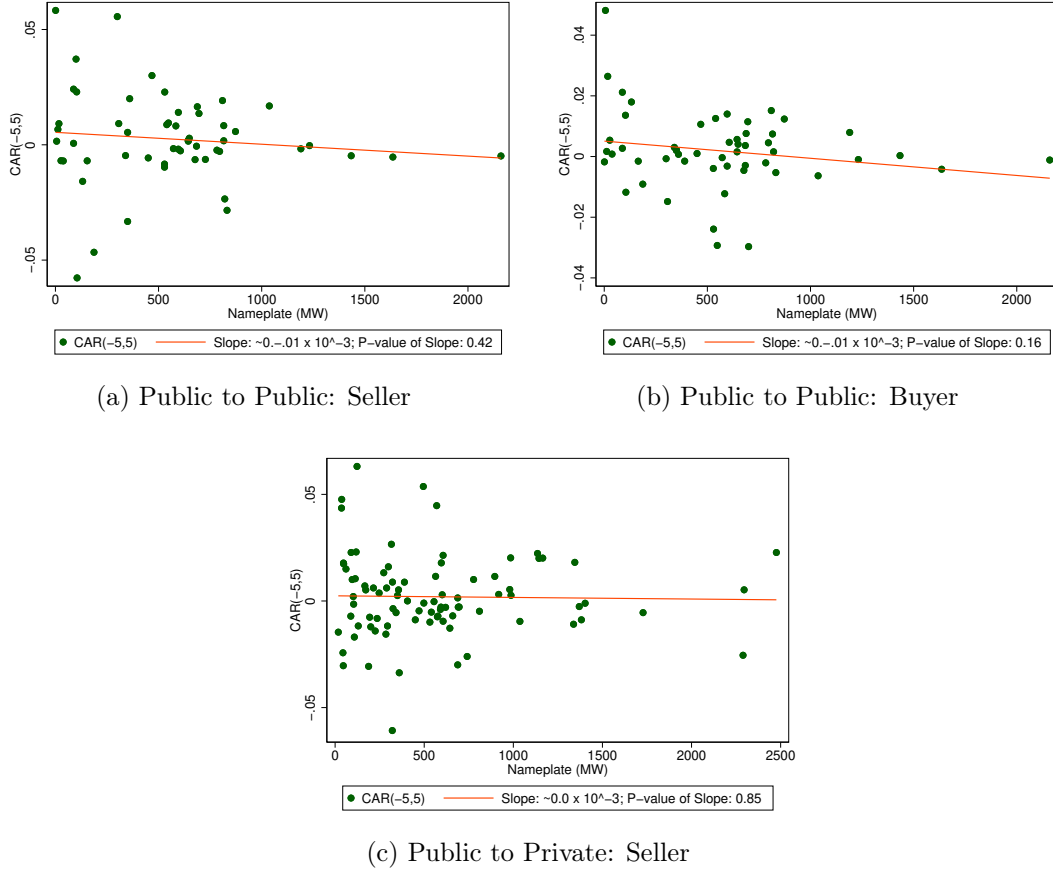 CAR(−5,5)
.05
0
−.05
0
500
1000
1500
2000
Nameplate (MW)
CAR(−5,5)
Slope: ~0.−.01 x 10^−3; P-value of Slope: 0.42
(a) Public to Public: Seller
CAR(−5,5)
.04
.02
0
−.02
−.04
0
500
1000
1500
2000
Nameplate (MW)
CAR(−5,5)
Slope: ~0.−.01 x 10^−3; P-value of Slope: 0.16
(b) Public to Public: Buyer
CAR(−5,5)
.05
0
−.05
0
500
1000
1500
2000
2500
Nameplate (MW)
CAR(−5,5)
Slope: ~0.0 x 10^−3; P-value of Slope: 0.85
(c) Public to Private: Seller